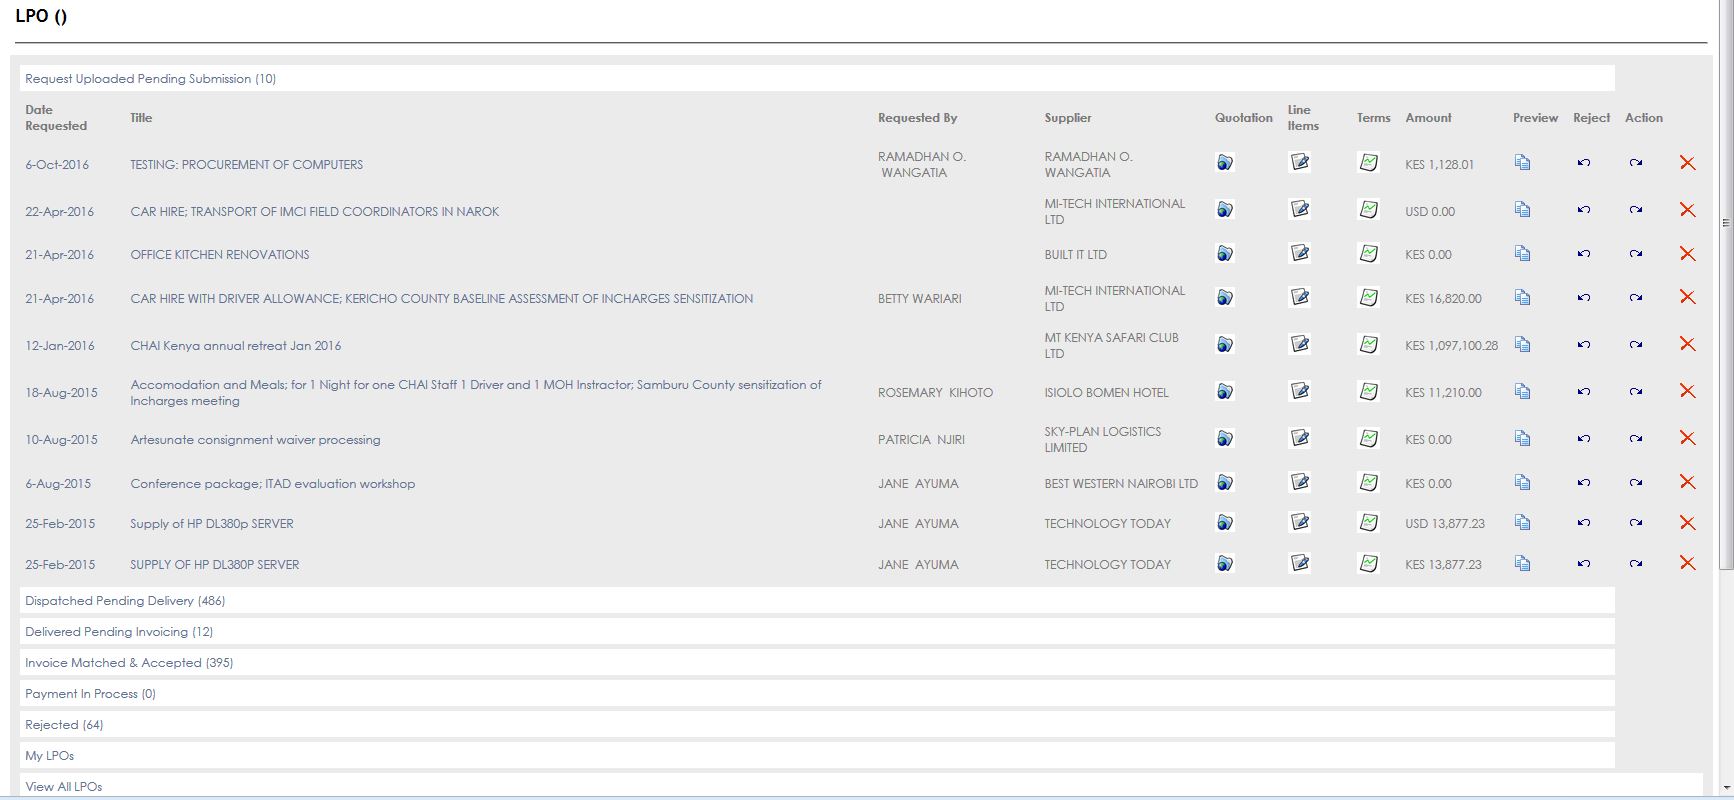 LPO ()
Request Uploaded Pending Submission (10)
Date Requested Title Requested By Supplier Quotation Line Items Terms Amount Preview Reject Action
6-Oct-2016 TESTING: PROCUREMENT OF COMPUTERS RAMADHAN O. WANGATIA RAMADHAN O. WANGATIA KES 1,128.01
22-Apr-2016 CAR HIRE; TRANSPORT OF IMCI FIELD COORDINATORS IN NAROK MI-TECH INTERNATIONAL LTD USD 0.00
21-Apr-2016 OFFICE KITCHEN RENOVATIONS BUILT IT LTD KES 0.00
21-Apr-2016 CAR HIRE WITH DRIVER ALLOWANCE; KERICHO COUNTY BASELINE ASSESSMENT OF INCHARGES SENSITIZATION BETTY WARIARI MI-TECH INTERNATIONAL LTD KES 16,820.00
12-Jan-2016 CHAI Kenya annual retreat Jan 2016 MT KENYA SAFARI CLUB LTD KES 1,097,100.28
18-Aug-2015 Accomodation and Meals; for 1 Night for one CHAI Staff 1 Driver and 1 MOH Instractor; Samburu County sensitization of Incharges meeting ROSEMARY KIHOTO ISIOLO BOMEN HOTEL KES 11,210.00
10-Aug-2015 Artesunate consignment waiver processing PATRICIA NJIRI SKY-PLAN LOGISTICS LIMITED KES 0.00
6-Aug-2015 Conference package; ITAD evaluation workshop JANE AYUMA BEST WESTERN NAIROBI LTD KES 0.00
25-Feb-2015 Supply of HP DL380p SERVER JANE AYUMA TECHNOLOGY TODAY USD 13,877.23
25-Feb-2015 SUPPLY OF HP DL380P SERVER JANE AYUMA TECHNOLOGY TODAY KES 13,877.23
Dispatched Pending Delivery (486)
Delivered Pending Invoicing (12)
Invoice Matched & Accepted (395)
Payment In Process (0)
Rejected (64)
My LPOs
View All LPOs